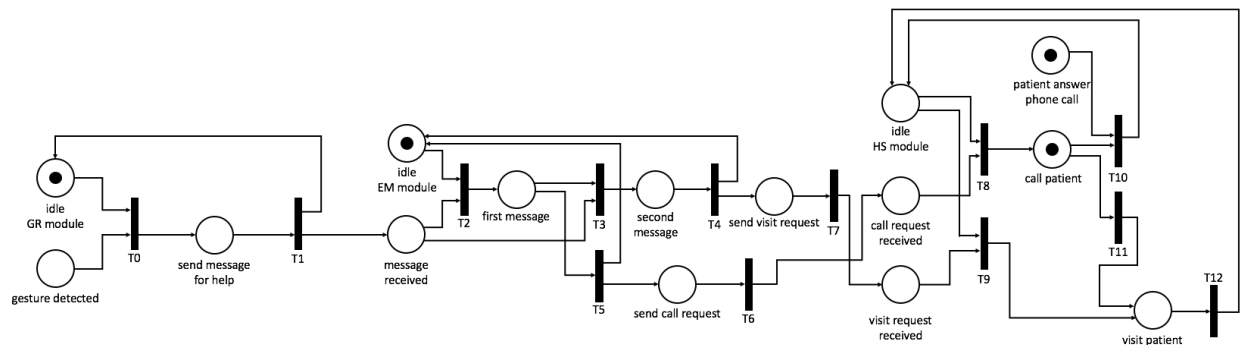 patient answer
phone call
idle
HS module
T8
call patient
T10
idle
EM module
T2
first message
T3
second
message
T4
send visit request
T7
call request
received
T11
idle
GR module
T0
send message
for help
T1
message
received
gesture detected
T5
send call request
T6
T9
visit request
received
T12
visit patient